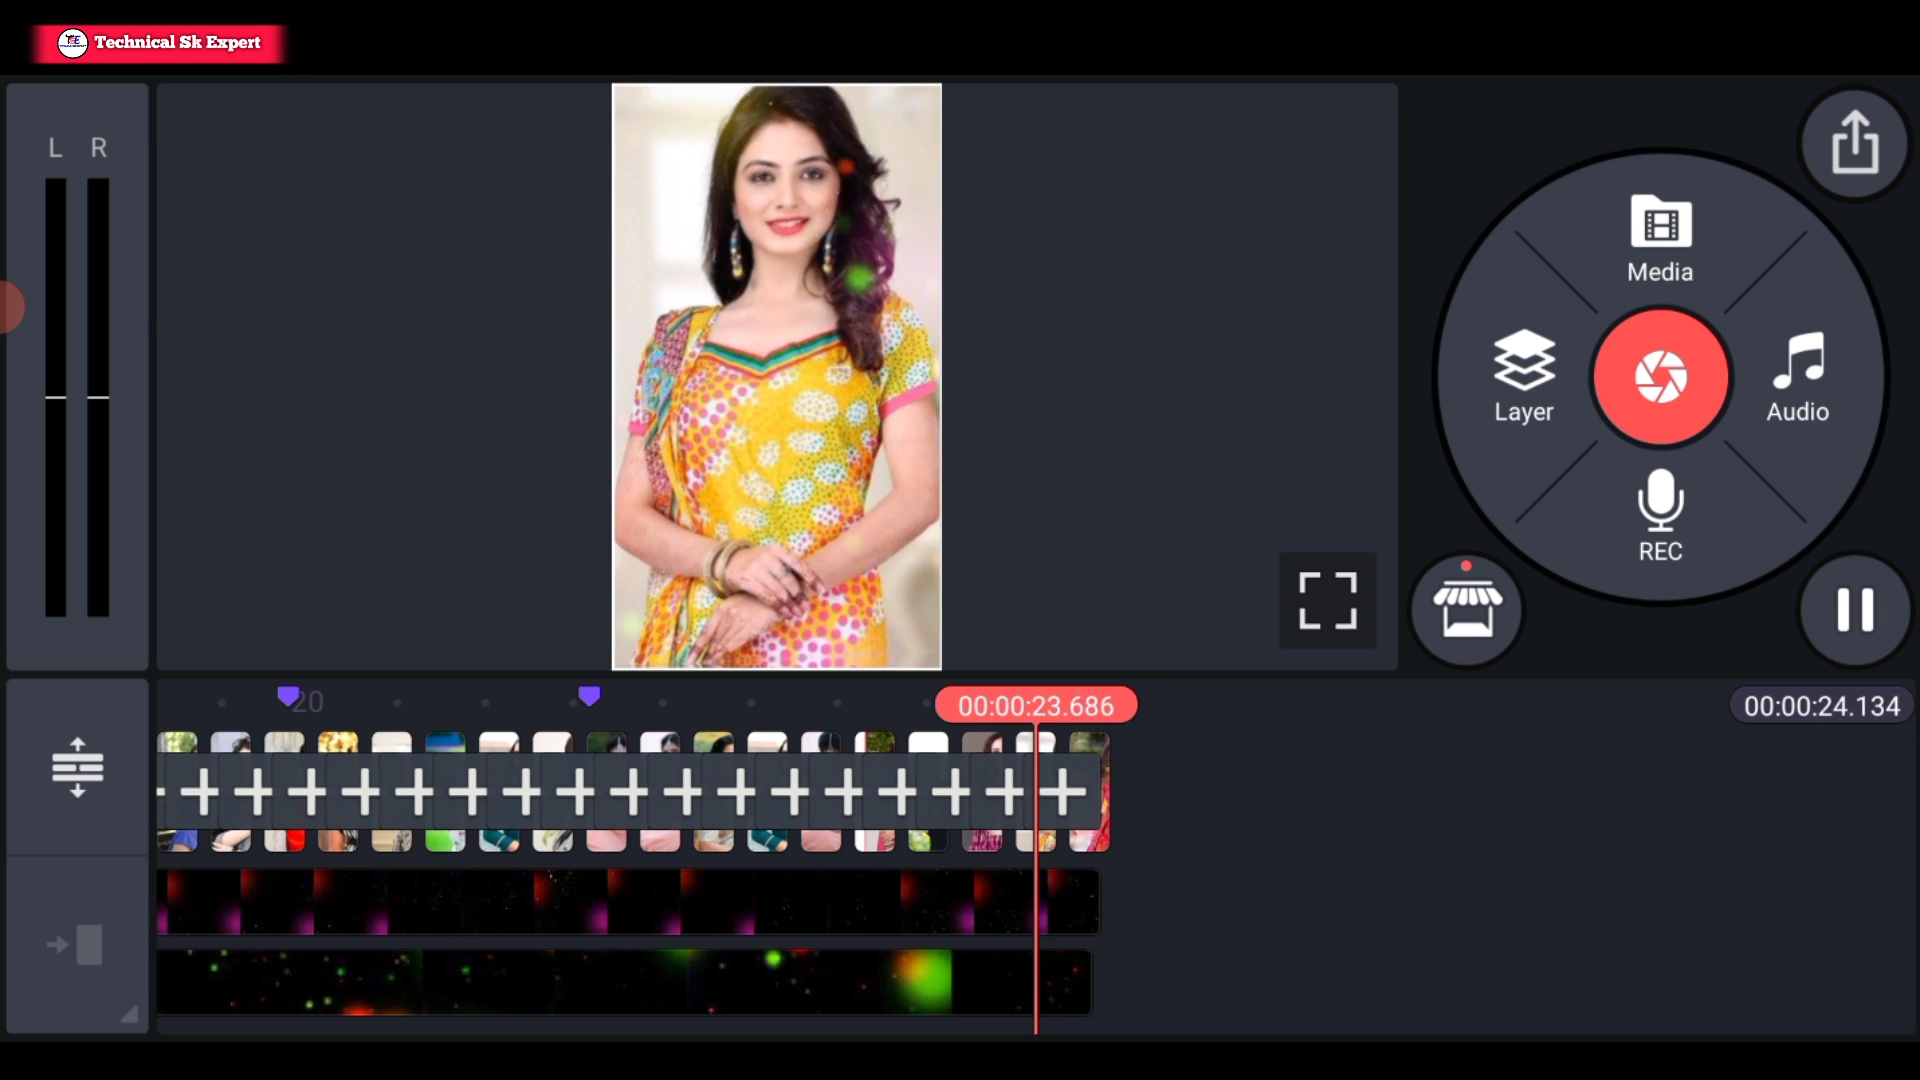 Technical Sk Expert
L R
Media
Layer
Audio
REC
20
00:00:23.686
00:00:24.134